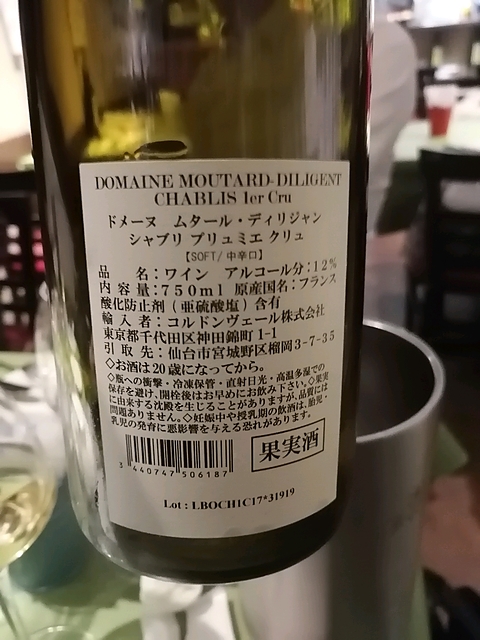 DOMAINE MOUTARD-DILIGENT
CHABLIS 1er Cru
ドメーヌ ムタール・ディリジャン
シャブリ プリュミエ クリュ
【SOFT/中辛口】
品 名：ワイン アルコール分：12%
内容量：750ml 原産国名：フランス
酸化防止剤（亜硫酸塩）含有
輸入者：コルドンヴェール株式会社
東京都千代田区神田錦町1-1
引取先：仙台市宮城野区榴岡3-7-35
◇お酒は20歳になってから。
◇瓶への衝撃・冷凍保管・直射日光・高温多湿での
保存を避け、開栓後はお早めにお飲み下さい。◇果実
に由来する沈殿を生じることがありますが、品質には
問題ありません。◇妊娠中や授乳期の飲酒は、胎児・
乳児の発育に悪影響を与える恐れがあります。
果実酒
3 440747 506187
Lot : LBOCH1C17*31919